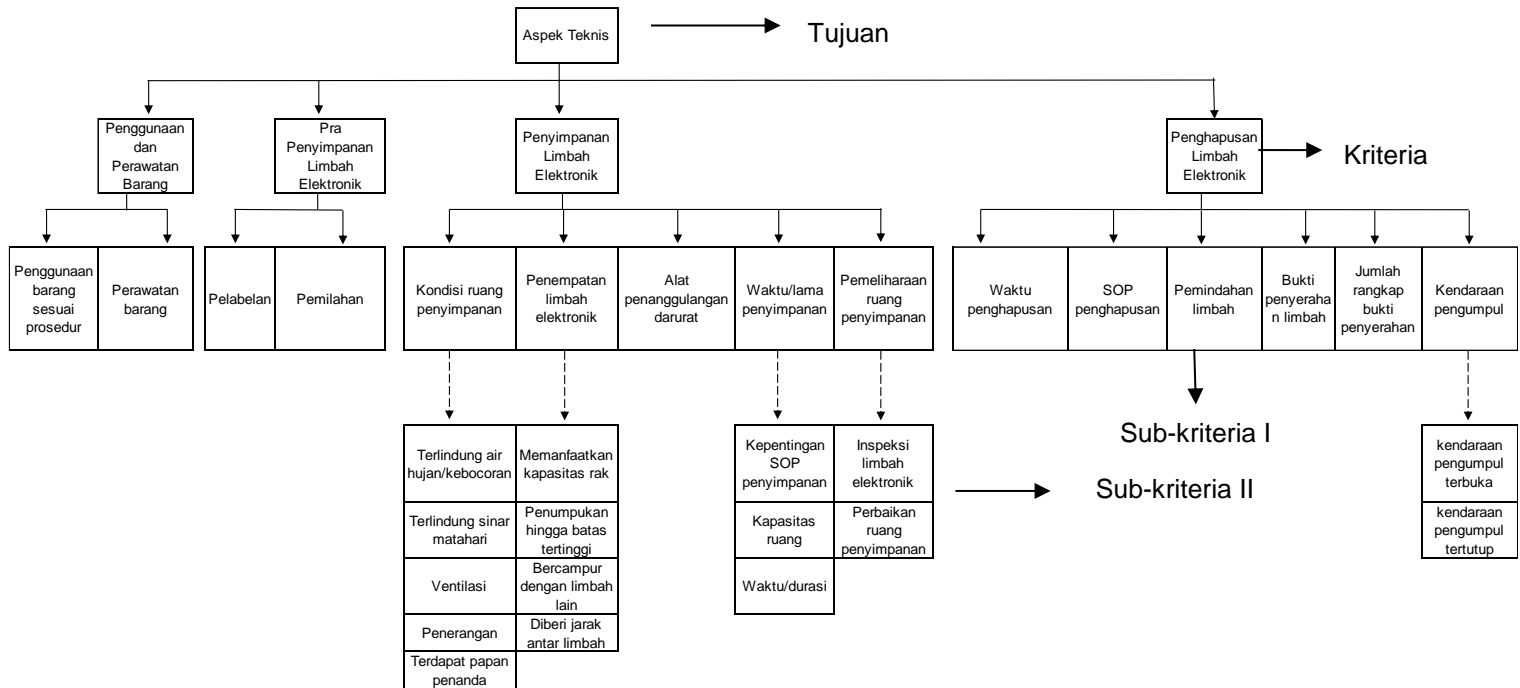 Aspek Teknis
Tujuan
Penggunaan
dan
Perawatan
Barang
Pra
Penyimpanan
Limbah
Elektronik
Penyimpanan
Limbah
Elektronik
Penghapusan
Limbah
Elektronik
Kriteria
Penggunaan
barang
sesuai
prosedur
Perawatan
barang
Pelabelan
Pemilahan
Kondisi ruang
penyimpanan
Penempatan
limbah
elektronik
Alat
penanggulangan
darurat
Waktu/lama
penyimpanan
Pemeliharaan
ruang
penyimpanan
Waktu
penghapusan
SOP
penghapusan
Pemindahan
limbah
Bukti
penyeraha
n limbah
Jumlah
rangkap
bukti
penyerahan
Kendaraan
pengumpul
Sub-kriteria I
Terlindung air
hujan/kebocoran
Terlindung sinar
matahari
Ventilasi
Penerangan
Terdapat papan
penanda
Memanfaatkan
kapasitas rak
Penumpukan
hingga batas
tertinggi
Bercampur
dengan limbah
lain
Diberi jarak
antar limbah
Kepentingan
SOP
penyimpanan
Kapasitas
ruang
Waktu/durasi
Inspeksi
limbah
elektronik
Perbaikan
ruang
penyimpanan
Sub-kriteria II
kendaraan
pengumpul
terbuka
kendaraan
pengumpul
tertutup